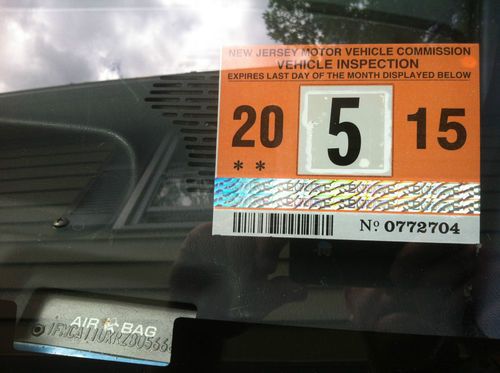 NEW JERSEY MOTOR VEHICLE COMMISSION
VEHICLE INSPECTION
EXPIRES LAST DAY OF THE MONTH DISPLAYED BELOW
20 5 15
**
Nº 0772704
AIR BAG